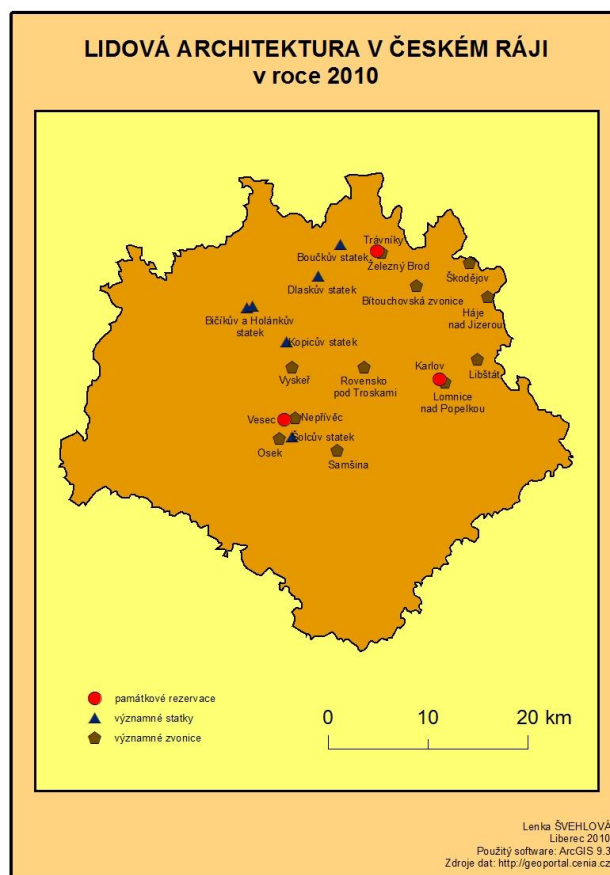 LIDOVÁ ARCHITEKTURA V ČESKÉM RÁJI
v roce 2010
Trávníky
Boučkův statek
Železný Brod
Škodějov
Dlaskův statek
Bítouchovská zvonice
Háje
nad Jizerou
Bičíkův a Holánkův
statek
Kopicův statek
Libštát
Karlov
Vyskeř
Rovensko
pod Troskami
Lomnice
nad Popelkou
Vesec
Nepřívěc
Šolcův statek
Osek
Samšina
památkové rezervace
významné statky
významné zvonice
0 10 20 km
Lenka ŠVEHLOVÁ
Liberec 2010
Použitý software: ArcGIS 9.3
Zdroje dat: http://geoportal.cenia.cz